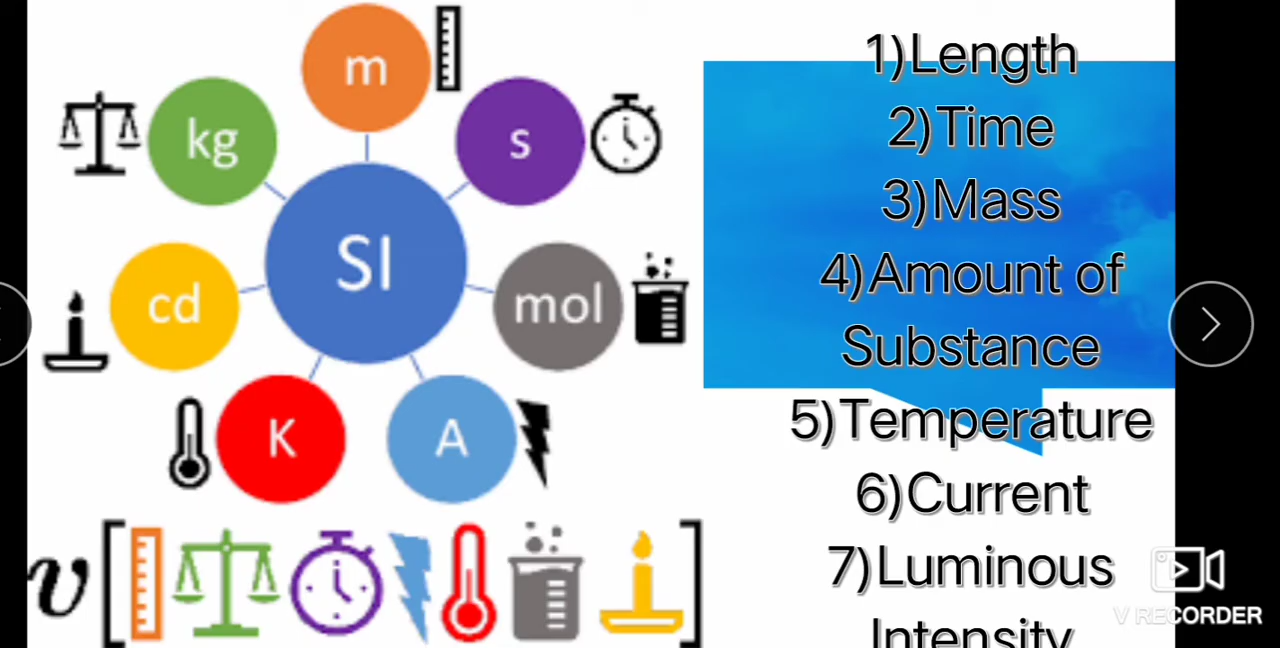 m
kg
s
SI
cd
mol
K
A
v
1)Length
2)Time
3)Mass
4)Amount of
Substance
5)Temperature
6)Current
7)Luminous
Intensity
V RECORDER